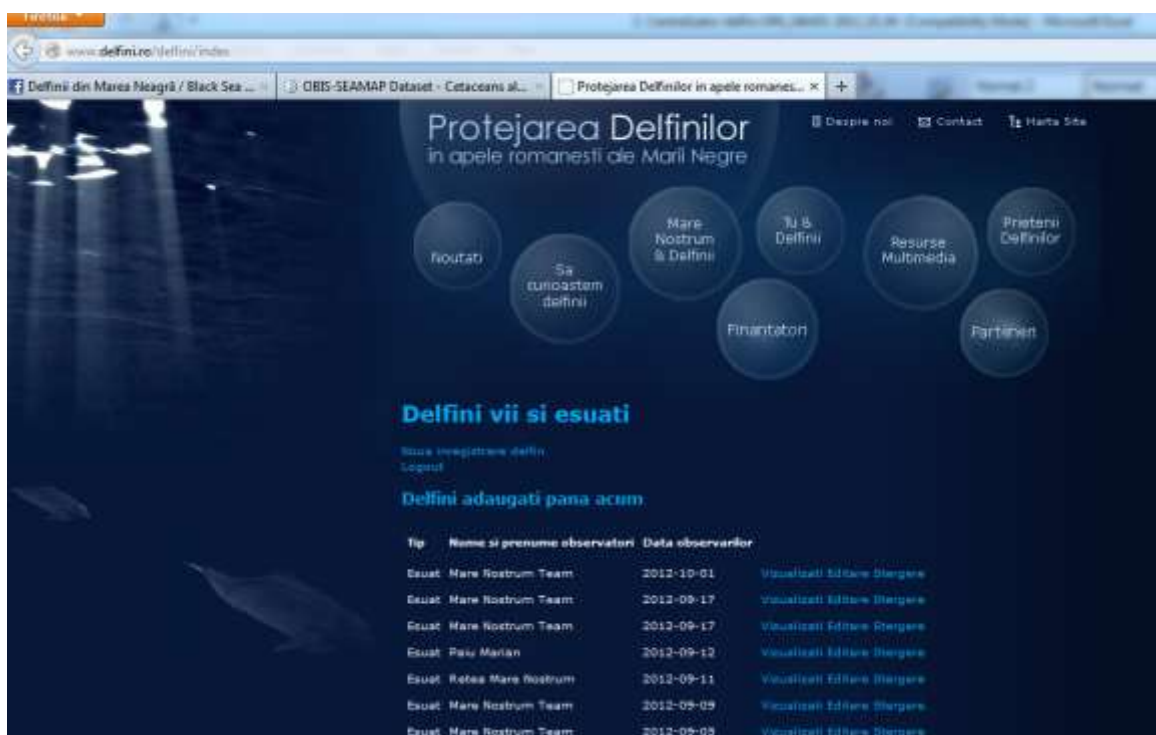 Firefox
www.delfini.ro/delfini/index
Delfinii din Marea Neagră / Black Sea ...
OBIS-SEAMAP Dataset - Cetaceans al...
Protejarea Delfinilor in apele romanes...
Protejarea Delfinilor
in apele romanesti ale Marii Negre
Despre noi
Contact
Harta Site
Noutati
Sa
cunoastem
delfinii
Mare
Nostrum
& Delfinii
Tu &
Delfinii
Resurse
Multimedia
Prietenii
Delfinilor
Finantatori
Parteneri
Delfini vii si esuati
Noua inregistrare delfin
Logout
Delfini adaugati pana acum
Tip Nume si prenume observatori Data observarilor
Esuat Mare Nostrum Team 2012-10-01 Vizualizati Editare Stergere
Esuat Mare Nostrum Team 2012-09-17 Vizualizati Editare Stergere
Esuat Mare Nostrum Team 2012-09-17 Vizualizati Editare Stergere
Esuat Paiu Marian 2012-09-12 Vizualizati Editare Stergere
Esuat Retea Mare Nostrum 2012-09-11 Vizualizati Editare Stergere
Esuat Mare Nostrum Team 2012-09-09 Vizualizati Editare Stergere
Esuat Mare Nostrum Team 2012-09-09 Vizualizati Editare Stergere